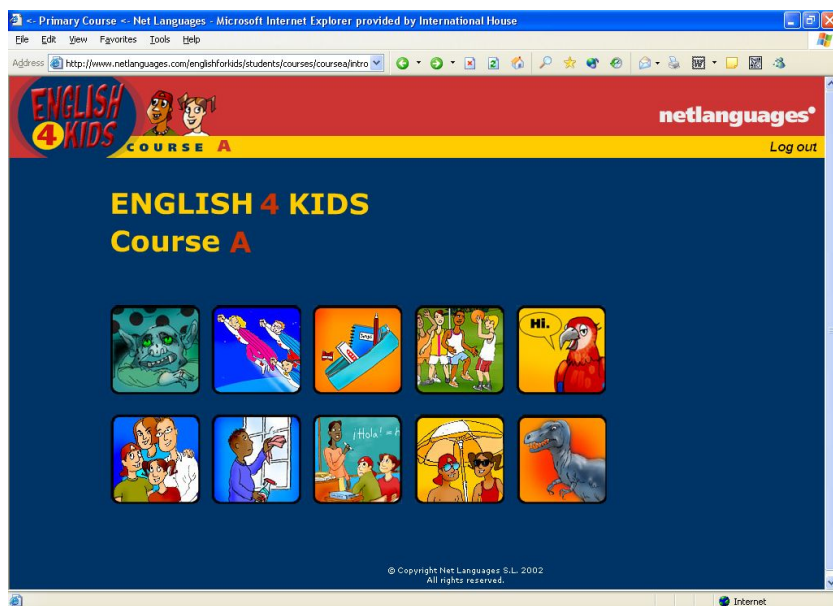 <- Primary Course <- Net Languages - Microsoft Internet Explorer provided by International House
File Edit View Favorites Tools Help
Address http://www.netlanguages.com/englishforkids/students/courses/coursea/intro
ENGLISH
4 KIDS
COURSE A
netlanguages
Log out
ENGLISH 4 KIDS
Course A
Hi.
¡Hola! =
© Copyright Net Languages S.L. 2002
All rights reserved.
Internet